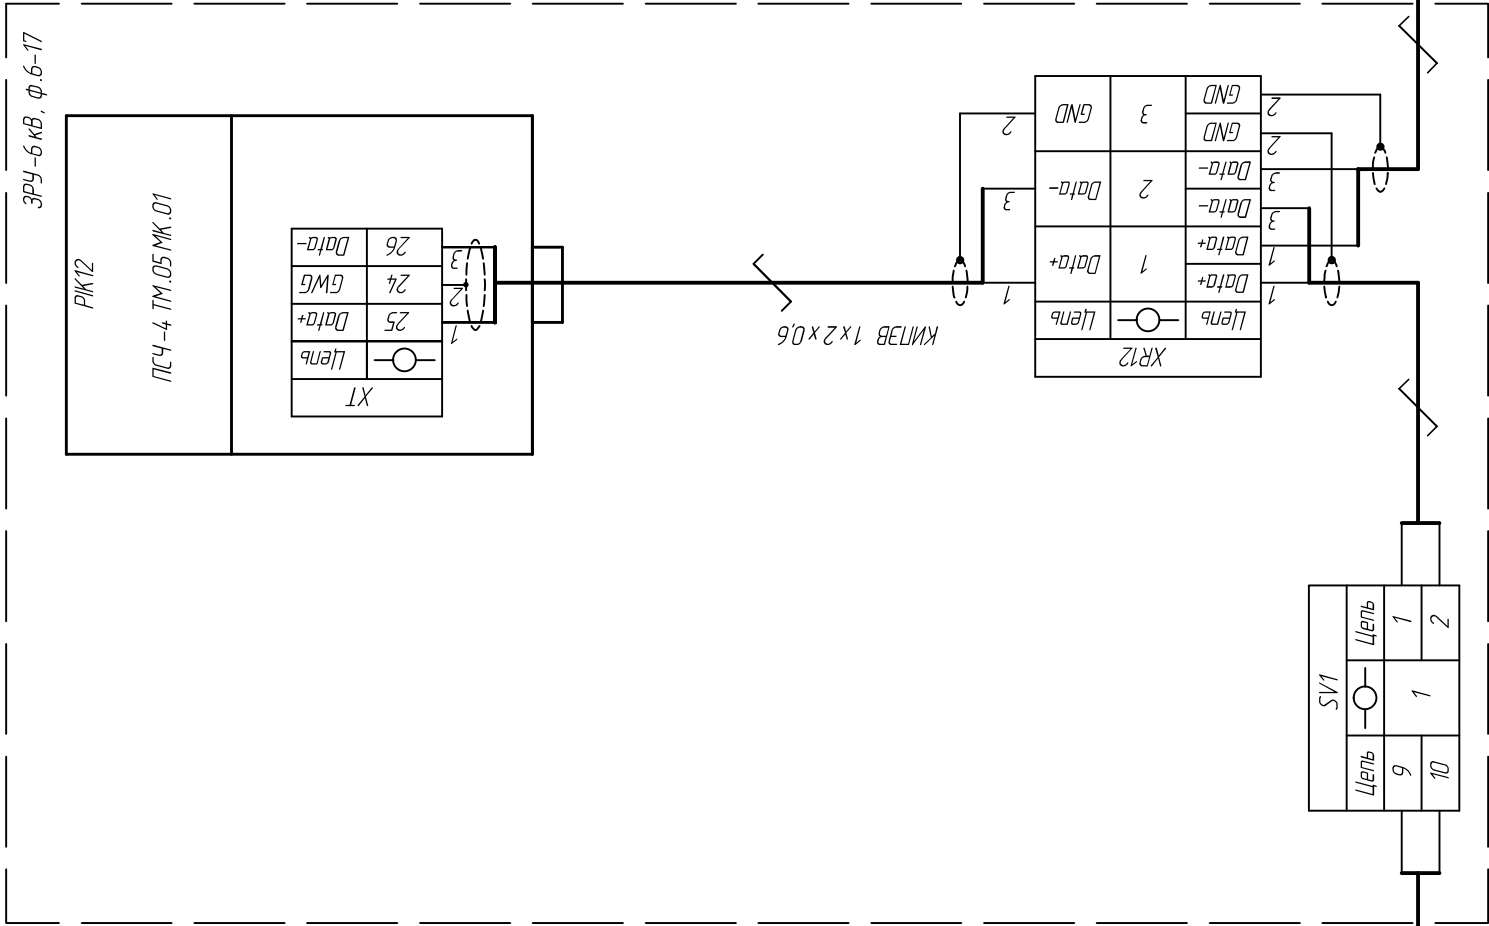 ЗРУ-6 кВ, ф.6-17
PIK12
ПСЧ-4 ТМ.05 МК.01
XT
Цепь
Data+ 25 1
GWG 24 2
Data- 26 3
КИПЭВ 1x2x0,6
XR12
Цепь Цепь
1 Data+ 1 Data+ 1
Data+ 1
3 Data- 2 Data- 3
Data- 3
2 GND 3 GND 2
GND 2
SV1
Цепь Цепь
9 1 1
10 2